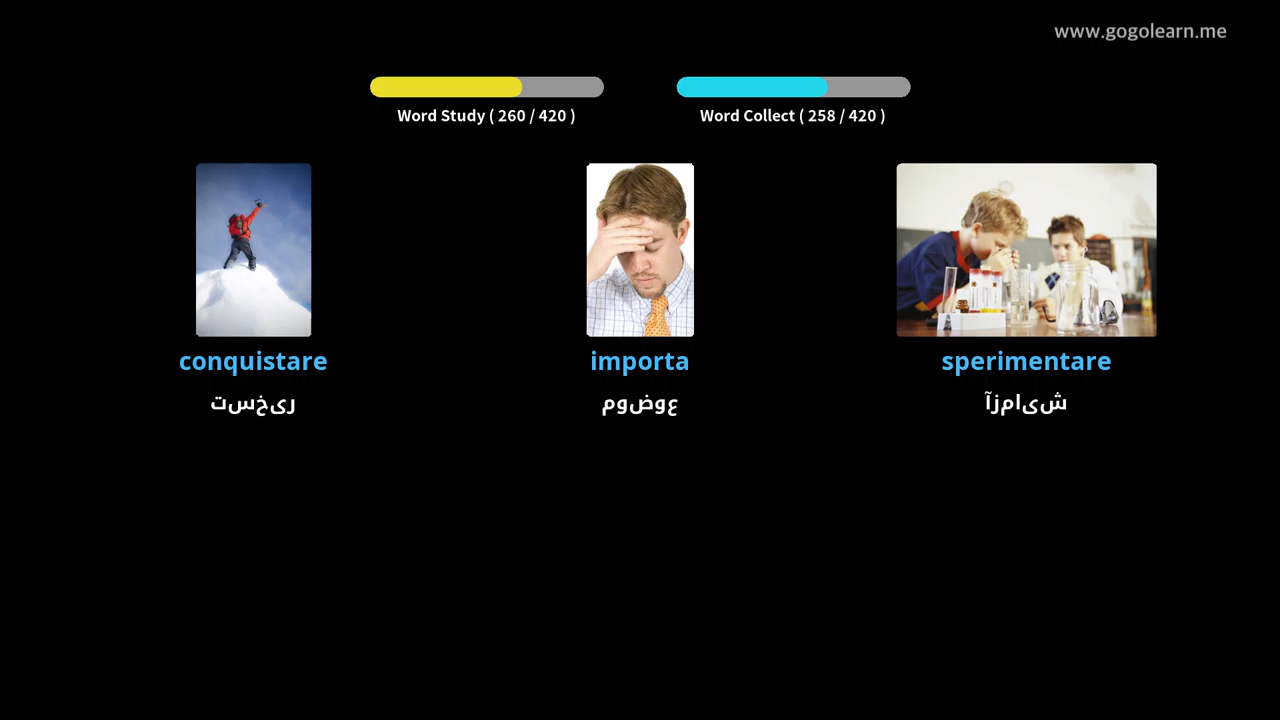 www.gogolearn.me
Word Study ( 260 / 420 ) Word Collect ( 258 / 420 )
conquistare importa sperimentare
ریخست عوضوم شیامزآ